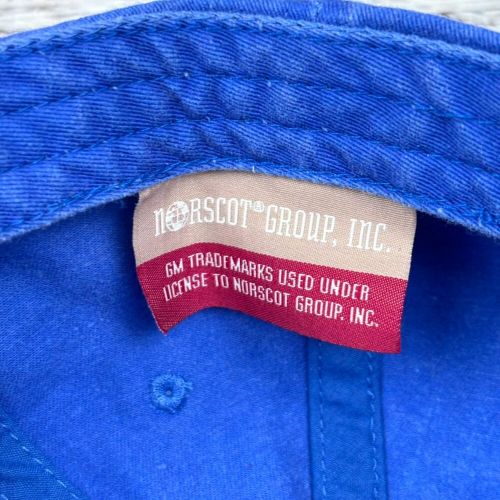 NORSCOT® GROUP, INC.
GM TRADEMARKS USED UNDER
LICENSE TO NORSCOT GROUP, INC.